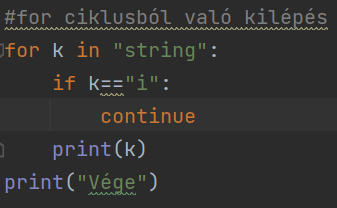 #for ciklusból való kilépés
for k in "string":
    if k=="i":
        continue
    print(k)
print("Vége")